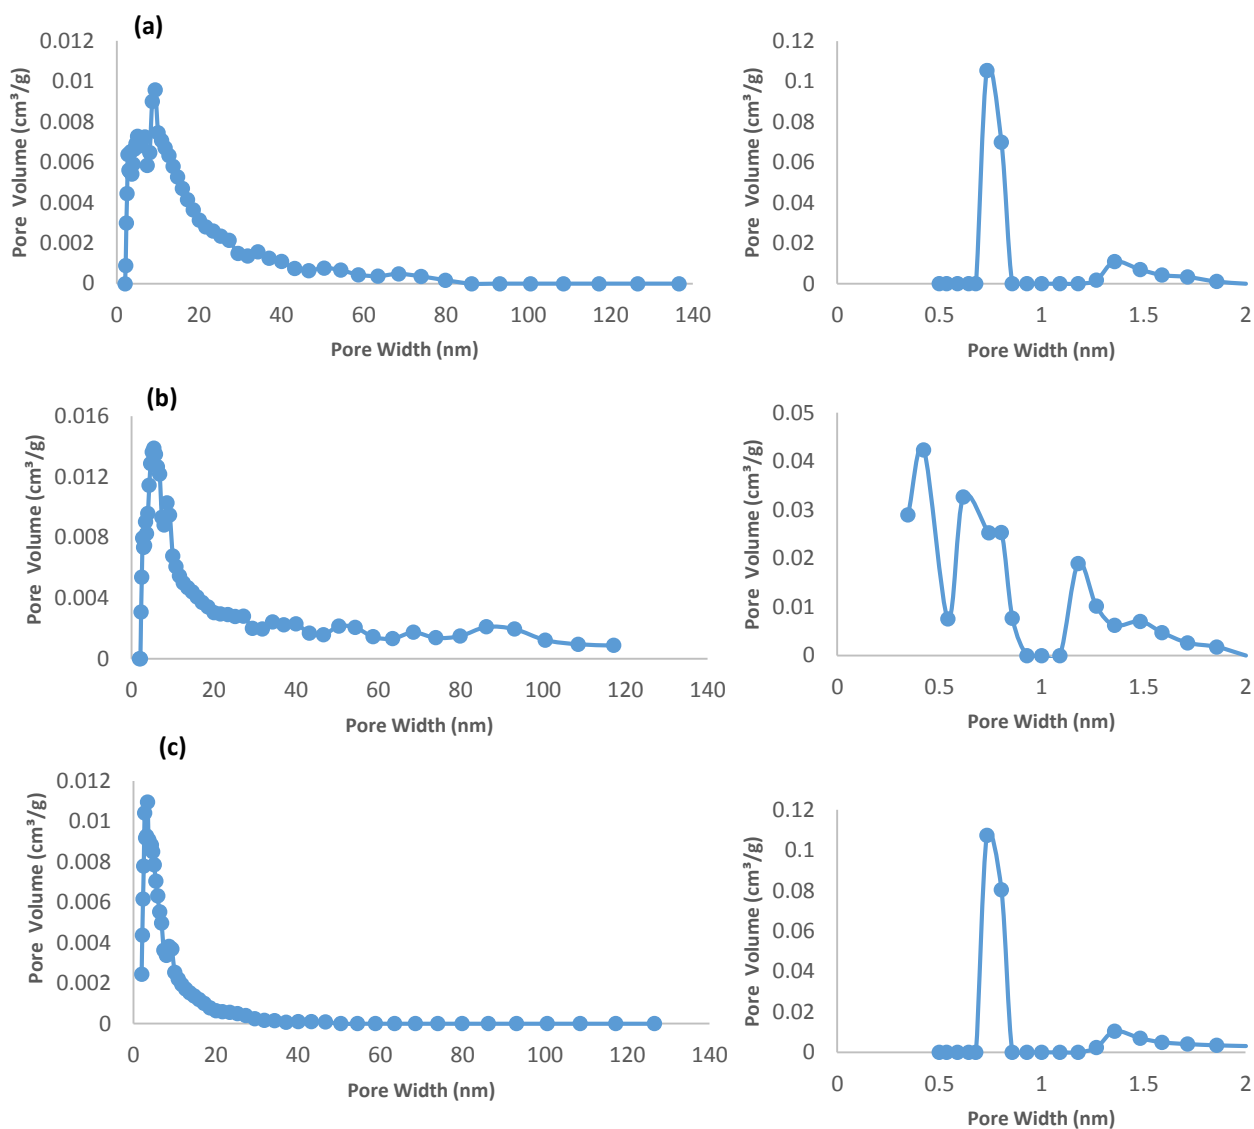 (a)
Pore Volume (cm³/g)
0.012
0.01
0.008
0.006
0.004
0.002
0
0 20 40 60 80 100 120 140
Pore Width (nm)
Pore Volume (cm³/g)
0.12
0.1
0.08
0.06
0.04
0.02
0
0 0.5 1 1.5 2
Pore Width (nm)
(b)
Pore Volume (cm³/g)
0.016
0.012
0.008
0.004
0
0 20 40 60 80 100 120 140
Pore Width (nm)
Pore Volume (cm³/g)
0.05
0.04
0.03
0.02
0.01
0
0 0.5 1 1.5 2
Pore Width (nm)
(c)
Pore Volume (cm³/g)
0.012
0.01
0.008
0.006
0.004
0.002
0
0 20 40 60 80 100 120 140
Pore Width (nm)
Pore Volume (cm³/g)
0.12
0.1
0.08
0.06
0.04
0.02
0
0 0.5 1 1.5 2
Pore Width (nm)